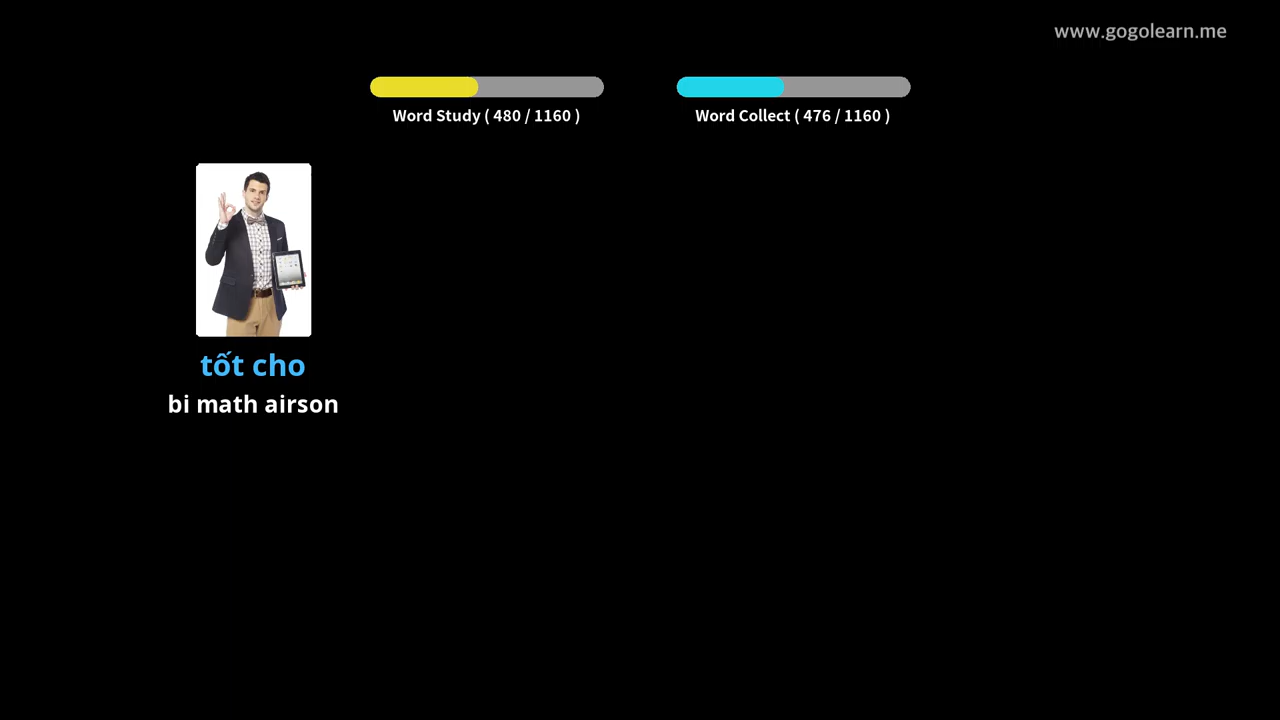 www.gogolearn.me
Word Study ( 480 / 1160 )
Word Collect ( 476 / 1160 )
tốt cho
bi math airson